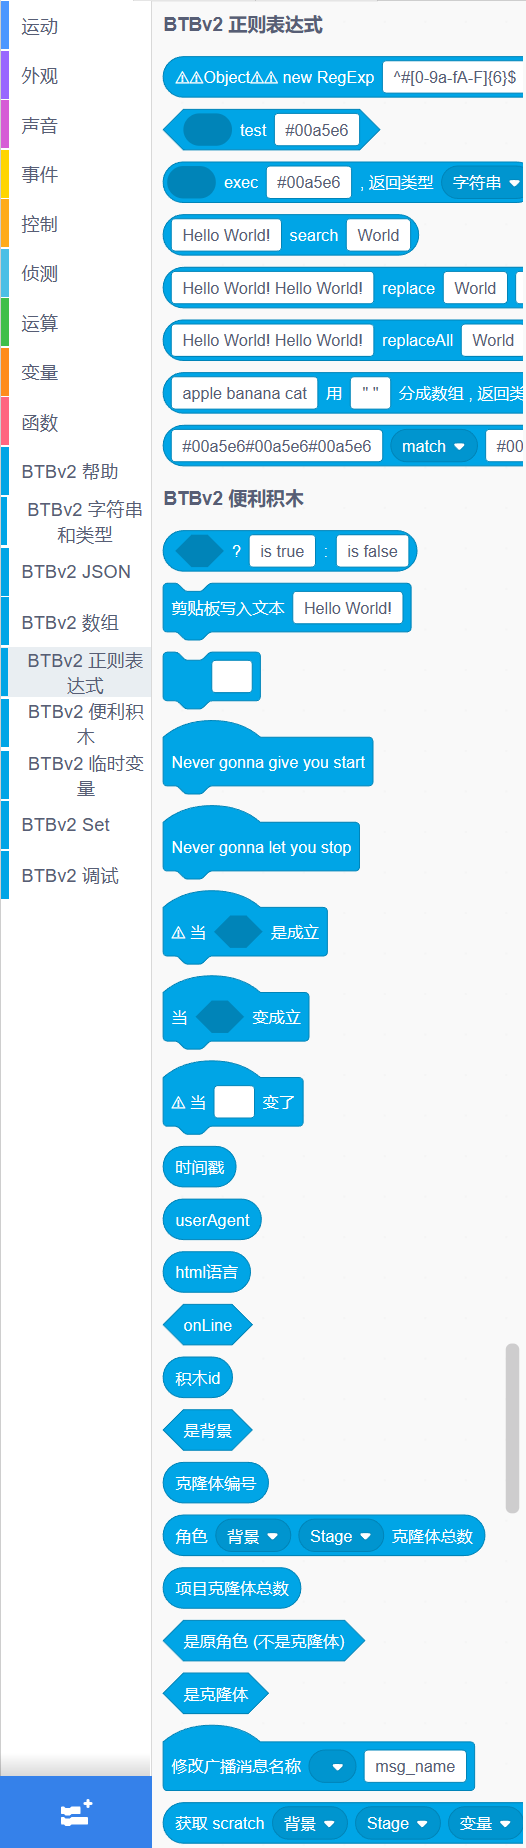 运动
外观
声音
事件
控制
侦测
运算
变量
函数
BTBv2 帮助
BTBv2 字符串
和类型
BTBv2 JSON
BTBv2 数组
BTBv2 正则表
达式
BTBv2 便利积
木
BTBv2 临时变
量
BTBv2 Set
BTBv2 调试
BTBv2 正则表达式
⚠⚠Object⚠⚠ new RegExp ^#[0-9a-fA-F]{6}$
test #00a5e6
exec #00a5e6 , 返回类型 字符串
Hello World! search World
Hello World! Hello World! replace World
Hello World! Hello World! replaceAll World
apple banana cat 用 " " 分成数组 , 返回类
#00a5e6#00a5e6#00a5e6 match #00
BTBv2 便利积木
? is true : is false
剪贴板写入文本 Hello World!
Never gonna give you start
Never gonna let you stop
⚠ 当 是成立
当 变成立
⚠ 当 变了
时间戳
userAgent
html语言
onLine
积木id
是背景
克隆体编号
角色 背景 Stage 克隆体总数
项目克隆体总数
是原角色 (不是克隆体)
是克隆体
修改广播消息名称 msg_name
获取 scratch 背景 Stage 变量